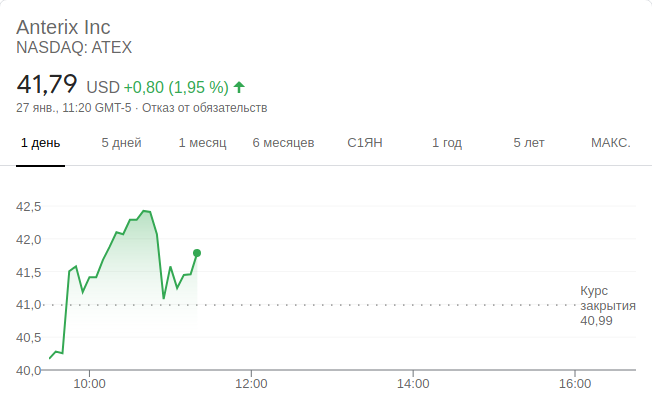 Anterix Inc
NASDAQ: ATEX
41,79 USD +0,80 (1,95 %)
27 янв., 11:20 GMT-5 · Отказ от обязательств
1 день 5 дней 1 месяц 6 месяцев С1ЯН 1 год 5 лет МАКС.
42,5
42,0
41,5
41,0
40,5
40,0
Курс
закрытия
40,99
10:00 12:00 14:00 16:00